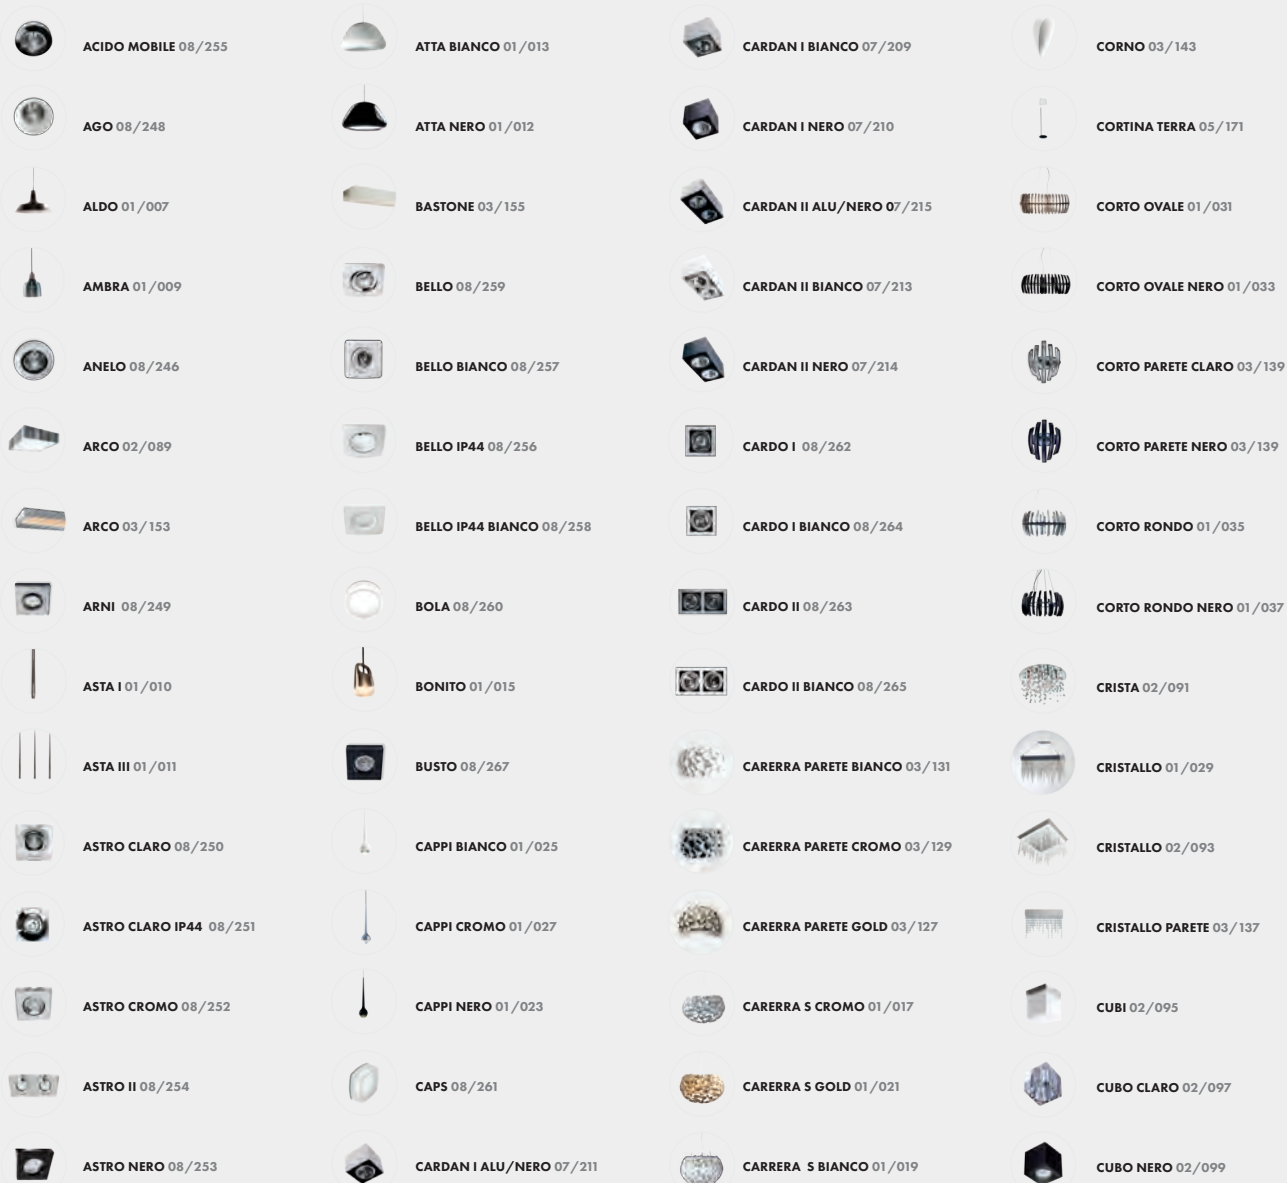 ACIDO MOBILE 08/255
AGO 08/248
ALDO 01/007
AMBRA 01/009
ANELO 08/246
ARCO 02/089
ARCO 03/153
ARNI 08/249
ASTA I 01/010
ASTA III 01/011
ASTRO CLARO 08/250
ASTRO CLARO IP44 08/251
ASTRO CROMO 08/252
ASTRO II 08/254
ASTRO NERO 08/253
ATTA BIANCO 01/013
ATTA NERO 01/012
BASTONE 03/155
BELLO 08/259
BELLO BIANCO 08/257
BELLO IP44 08/256
BELLO IP44 BIANCO 08/258
BOLA 08/260
BONITO 01/015
BUSTO 08/267
CAPPI BIANCO 01/025
CAPPI CROMO 01/027
CAPPI NERO 01/023
CAPS 08/261
CARDAN I ALU/NERO 07/211
CARDAN I BIANCO 07/209
CARDAN I NERO 07/210
CARDAN II ALU/NERO 07/215
CARDAN II BIANCO 07/213
CARDAN II NERO 07/214
CARDO I 08/262
CARDO I BIANCO 08/264
CARDO II 08/263
CARDO II BIANCO 08/265
CARERRA PARETE BIANCO 03/131
CARERRA PARETE CROMO 03/129
CARERRA PARETE GOLD 03/127
CARERRA S CROMO 01/017
CARERRA S GOLD 01/021
CARRERA S BIANCO 01/019
CORNO 03/143
CORTINA TERRA 05/171
CORTO OVALE 01/031
CORTO OVALE NERO 01/033
CORTO PARETE CLARO 03/139
CORTO PARETE NERO 03/139
CORTO RONDO 01/035
CORTO RONDO NERO 01/037
CRISTA 02/091
CRISTALLO 01/029
CRISTALLO 02/093
CRISTALLO PARETE 03/137
CUBI 02/095
CUBO CLARO 02/097
CUBO NERO 02/099